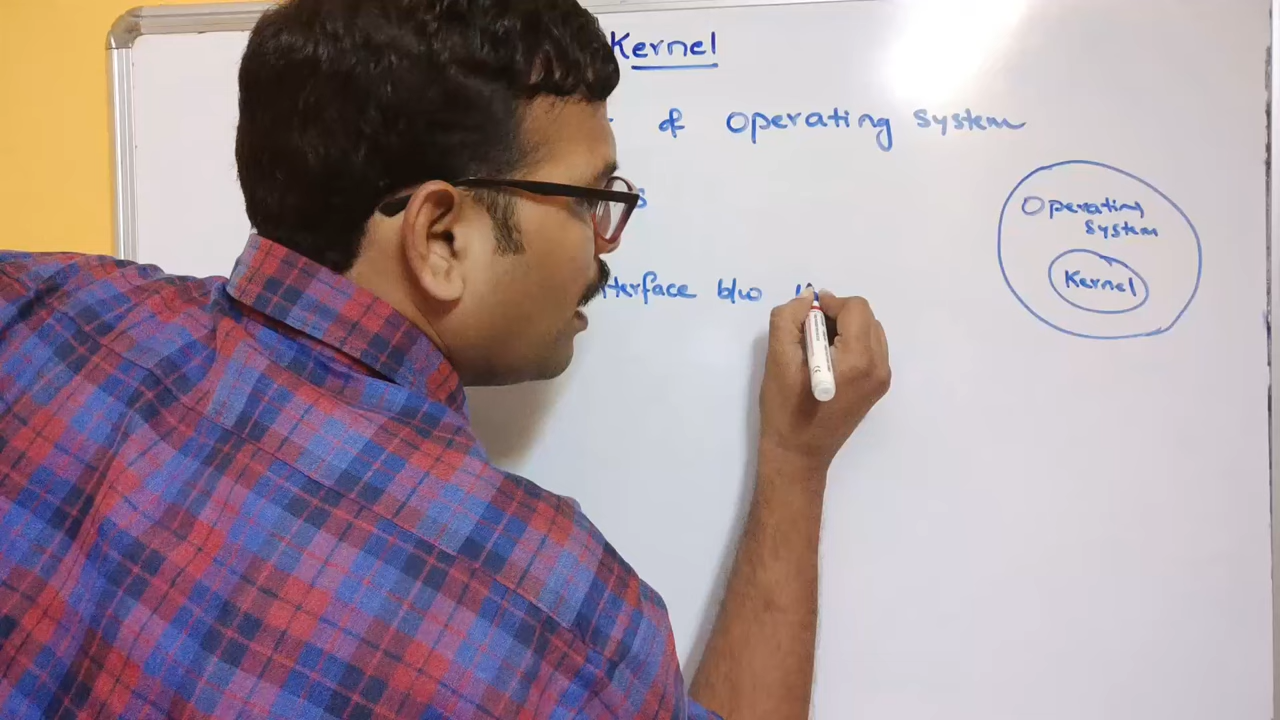 Kernel
of Operating System
Operating
System
Kernel
terface b/w